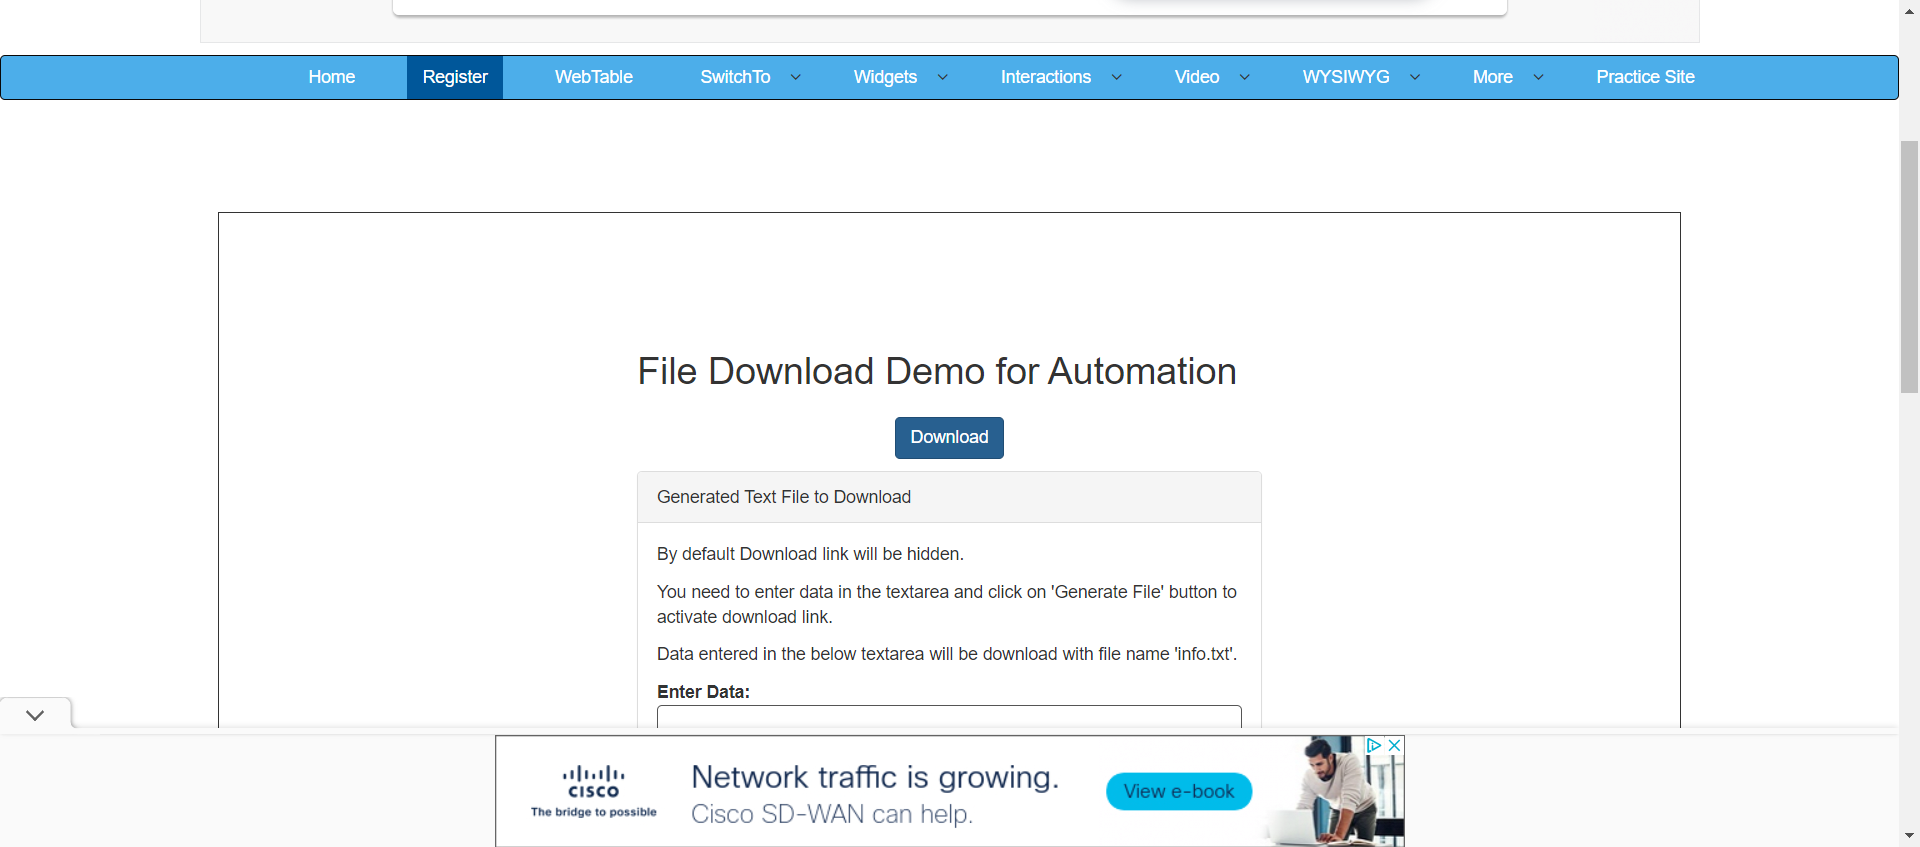 Home Register WebTable SwitchTo Widgets Interactions Video WYSIWYG More Practice Site
File Download Demo for Automation
Download
Generated Text File to Download
By default Download link will be hidden.
You need to enter data in the textarea and click on 'Generate File' button to
activate download link.
Data entered in the below textarea will be download with file name 'info.txt'.
Enter Data:
CISCO
The bridge to possible
Network traffic is growing.
Cisco SD-WAN can help.
View e-book